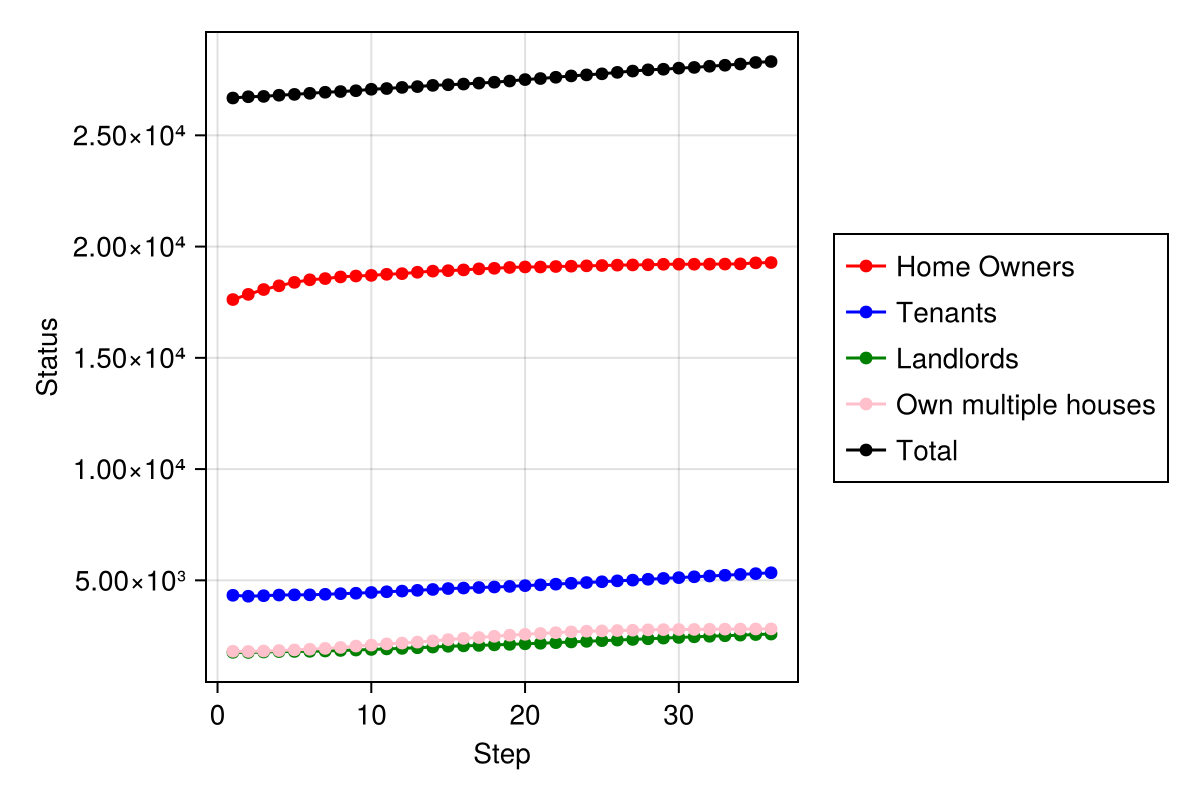 2.50×10⁴
2.00×10⁴
1.50×10⁴
1.00×10⁴
5.00×10³
Status
0 10 20 30
Step
Home Owners
Tenants
Landlords
Own multiple houses
Total